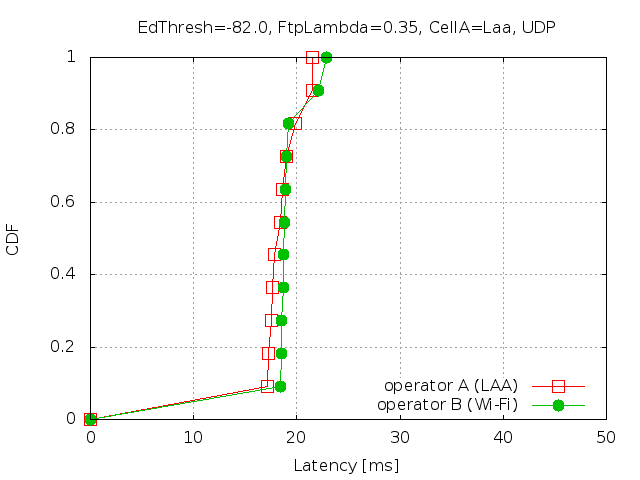 EdThresh=-82.0, FtpLambda=0.35, CellA=Laa, UDP
1
0.8
0.6
0.4
0.2
0
CDF
operator A (LAA)
operator B (Wi-Fi)
0 10 20 30 40 50
Latency [ms]